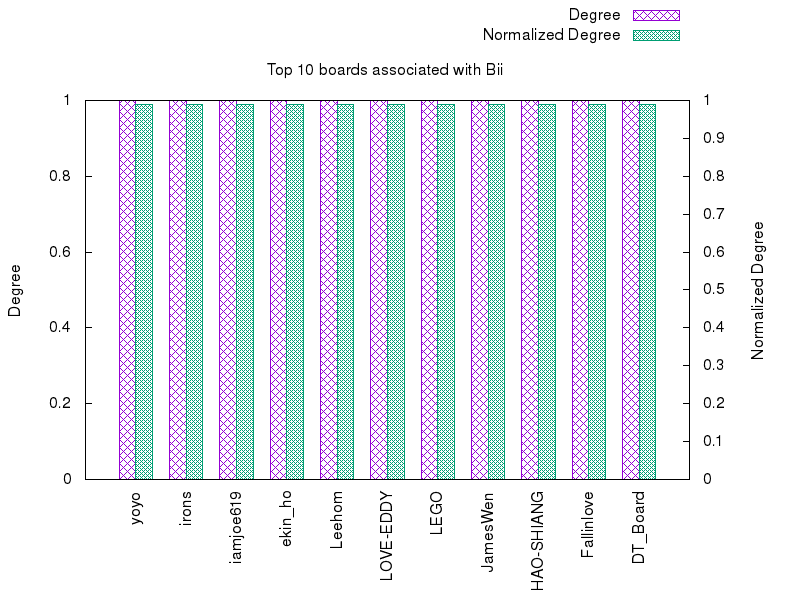 Degree
Normalized Degree
Top 10 boards associated with Bii
1
0.8
0.6
0.4
0.2
0
Degree
1
0.9
0.8
0.7
0.6
0.5
0.4
0.3
0.2
0.1
0
Normalized Degree
yoyo
irons
iamjoe619
ekin_ho
Leehom
LOVE-EDDY
LEGO
JamesWen
HAO-SHIANG
Fallinlove
DT_Board